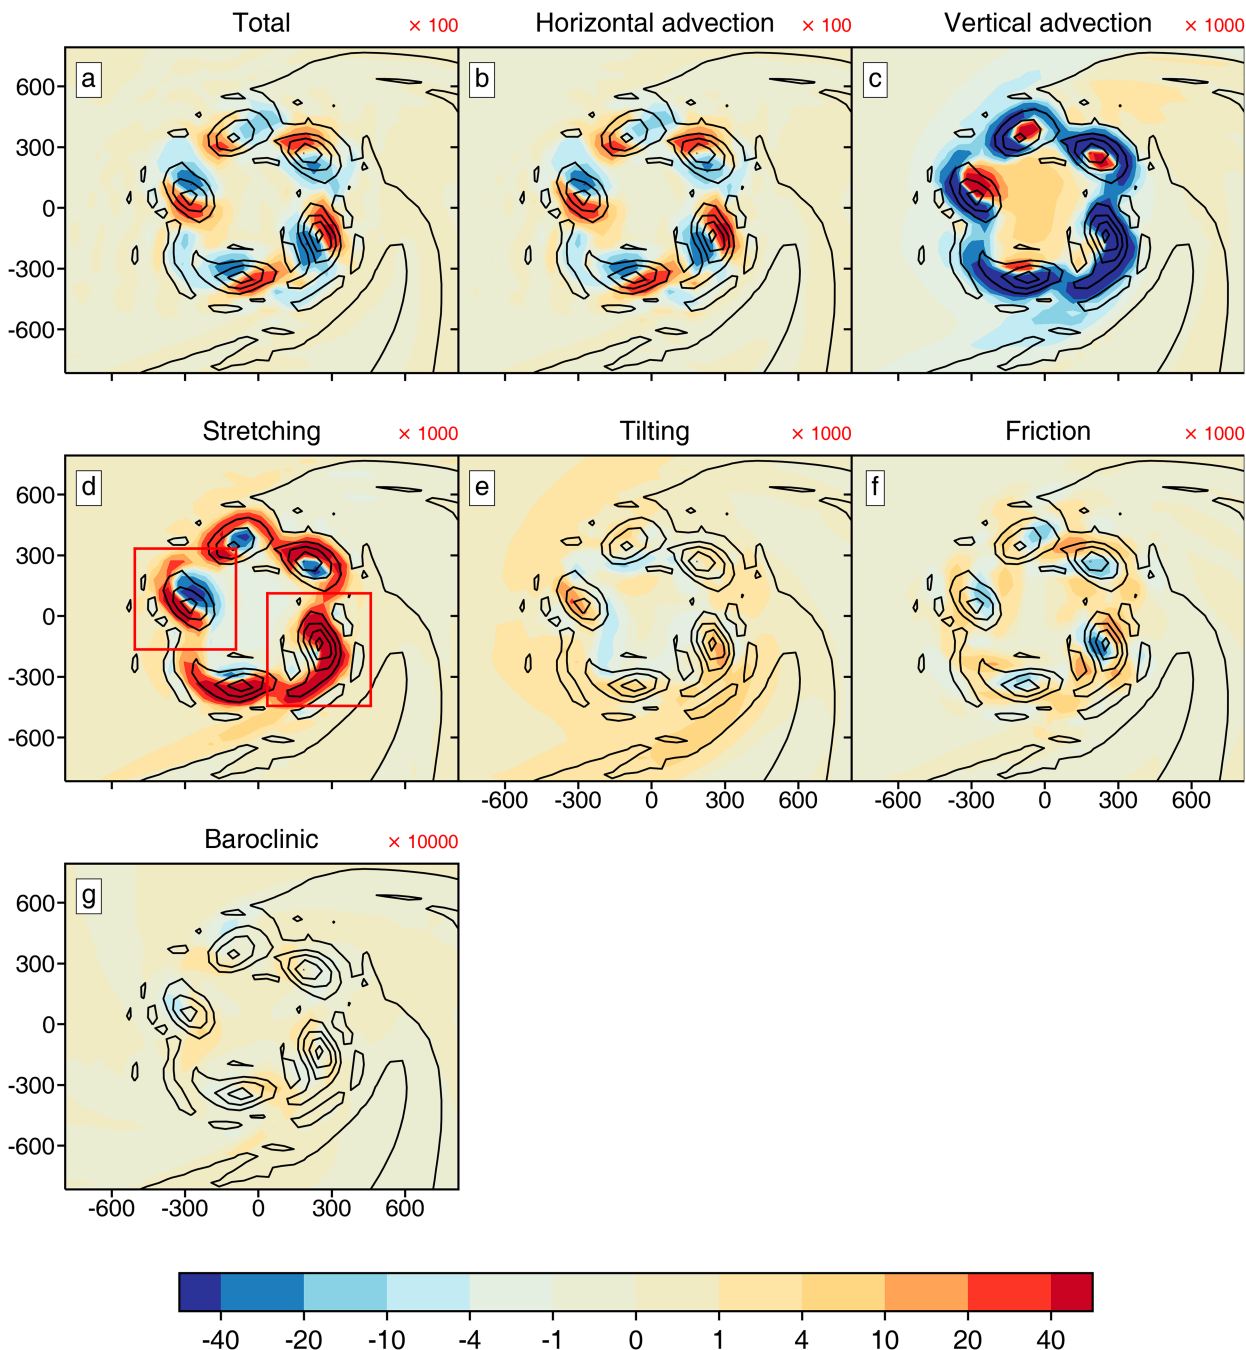 Total × 100 Horizontal advection × 100 Vertical advection × 1000
a b c
600
300
0
-300
-600
Stretching × 1000 Tilting × 1000 Friction × 1000
d e f
600
300
0
-300
-600
-600 -300 0 300 600 -600 -300 0 300 600
Baroclinic × 10000
g
600
300
0
-300
-600
-600 -300 0 300 600
-40 -20 -10 -4 -1 0 1 4 10 20 40